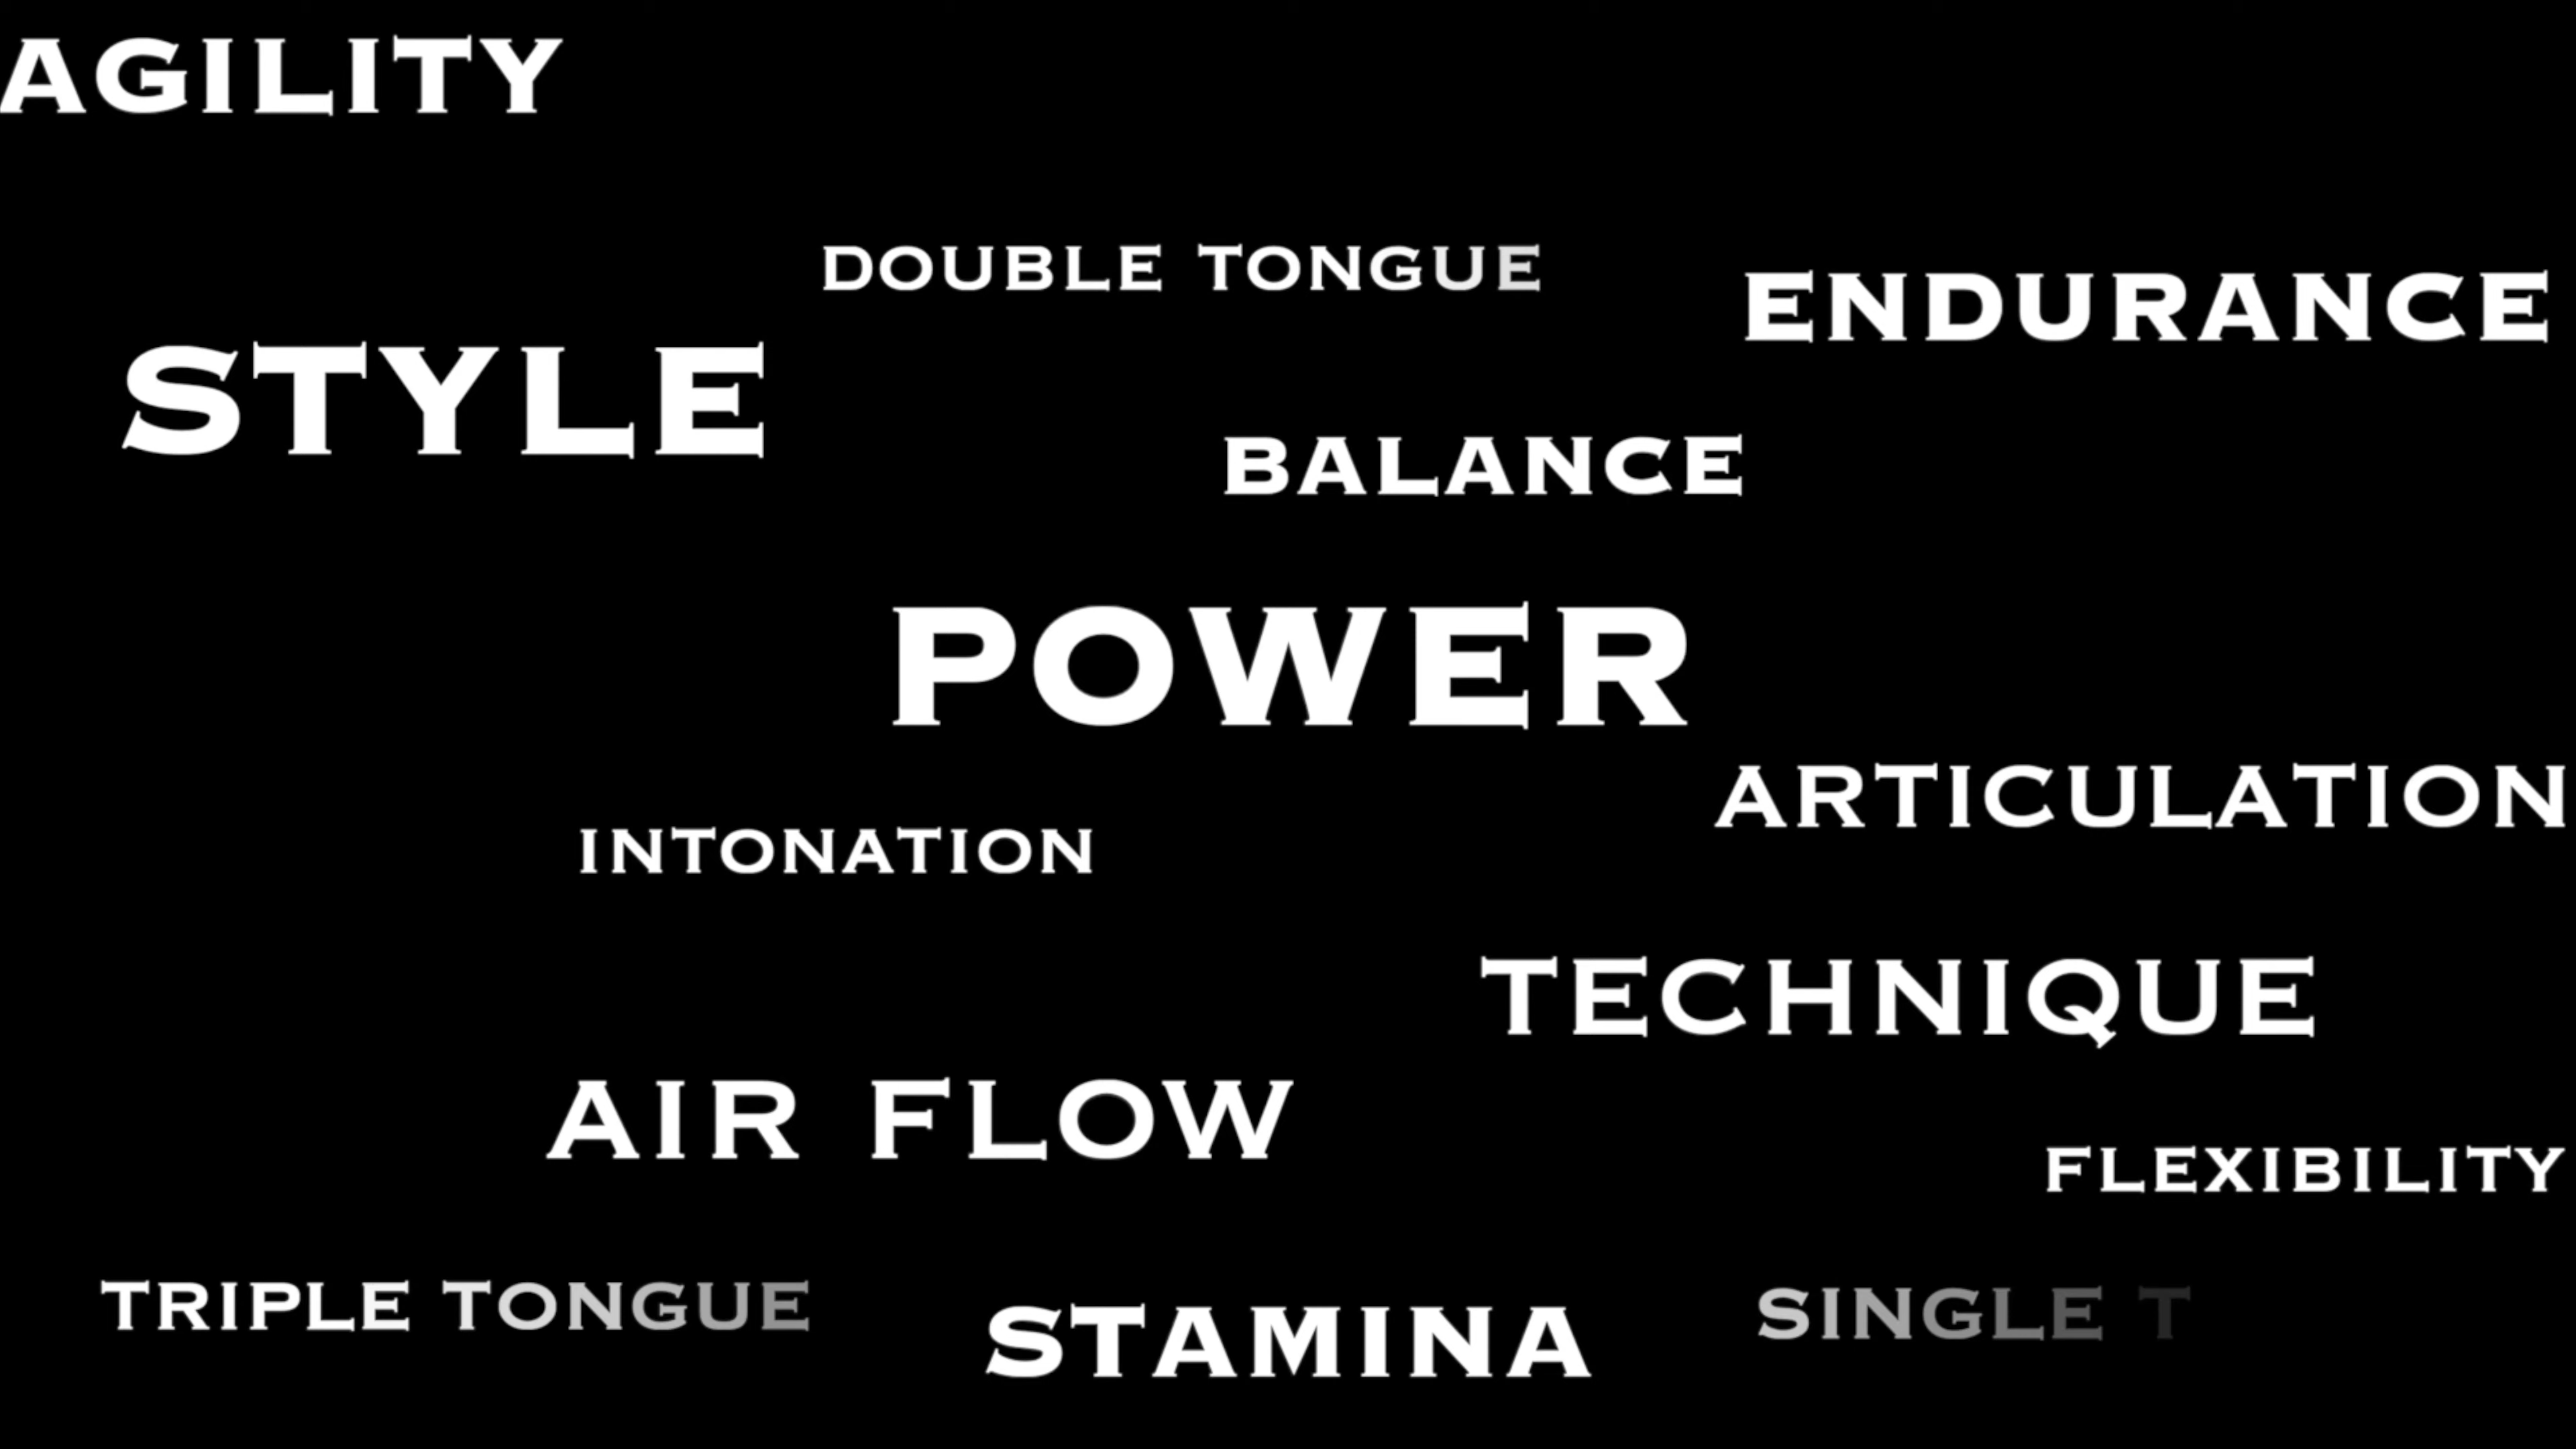 AGILITY
DOUBLE TONGUE
ENDURANCE
STYLE
BALANCE
POWER
ARTICULATION
INTONATION
TECHNIQUE
AIR FLOW
FLEXIBILITY
TRIPLE TONGUE
STAMINA
SINGLE T